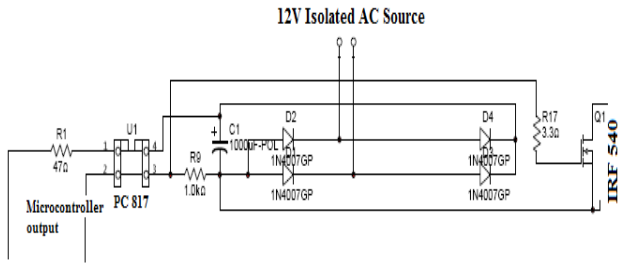 12V Isolated AC Source
R1
47Ω
U1
1
2
4
3
PC 817
Microcontroller
output
R9
1.0kΩ
C1
1000uF-POL
D2
1N4007GP
D1
1N4007GP
D4
1N4007GP
D3
1N4007GP
R17
3.3Ω
Q1
IRF 540